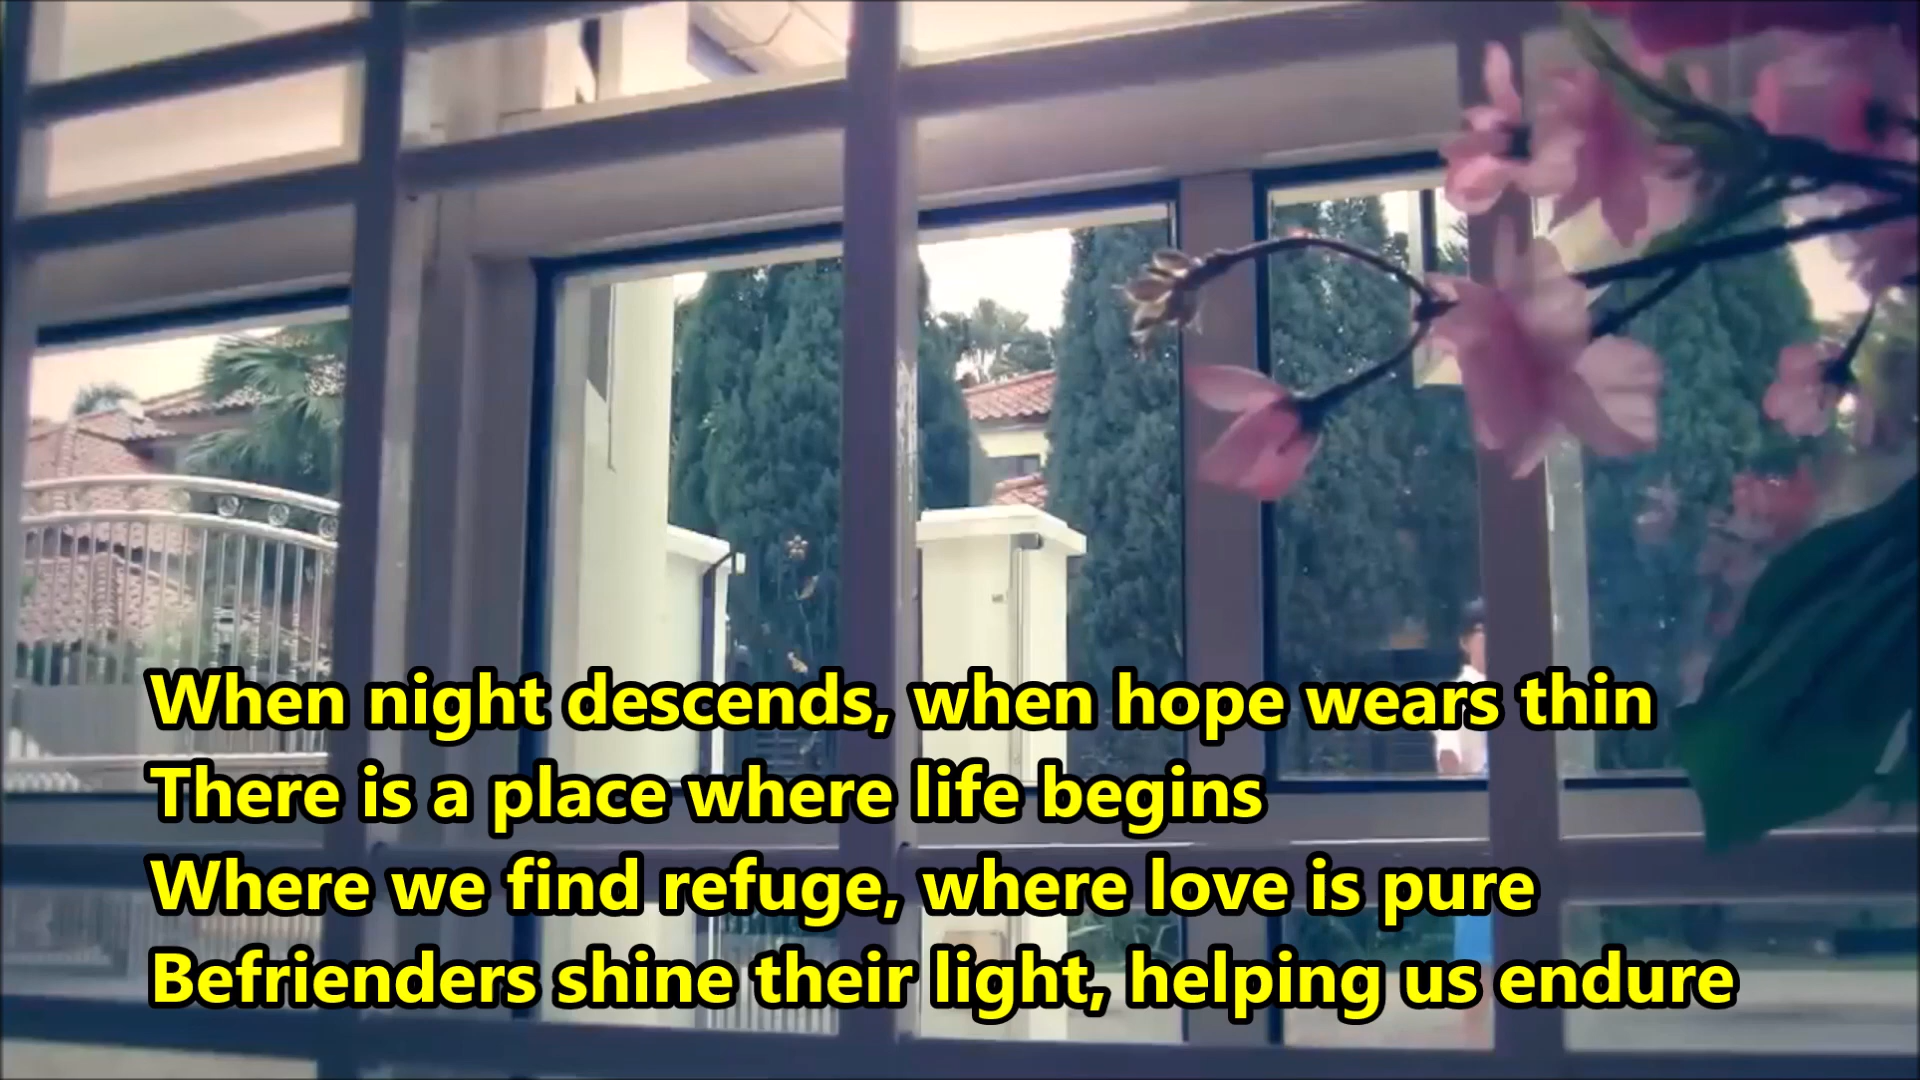 When night descends, when hope wears thin
There is a place where life begins
Where we find refuge, where love is pure
Befrienders shine their light, helping us endure